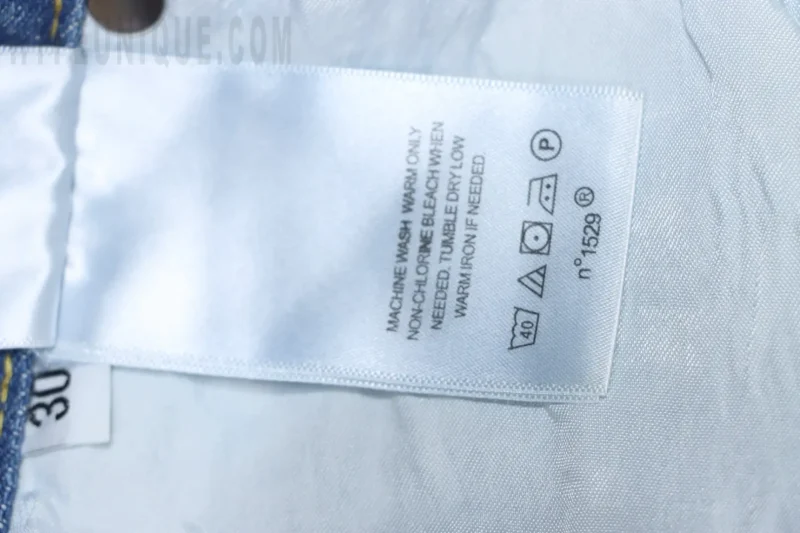 MACHINE WASH WARM ONLY
NON-CHLORINE BLEACH WHEN
NEEDED. TUMBLE DRY LOW
WARM IRON IF NEEDED
40 P
n°1529®
30